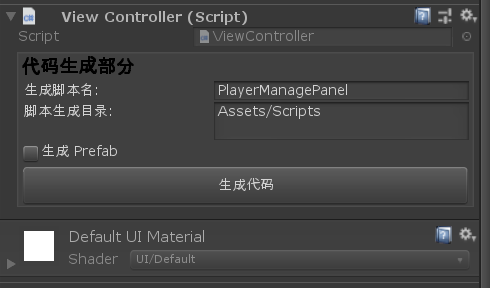 View Controller (Script)
Script ViewController
代码生成部分
生成脚本名: PlayerManagePanel
脚本生成目录: Assets/Scripts
生成 Prefab
生成代码
Default UI Material
Shader UI/Default